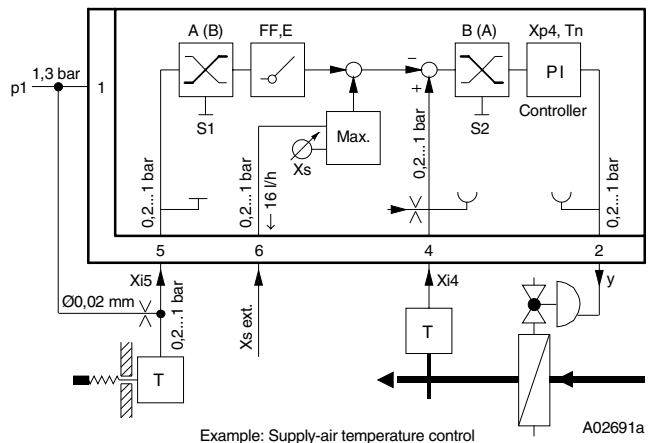 A (B)
FF,E
B (A)
Xp4, Tn
1,3 bar
p1
1
PI
−
+
S1
Max.
S2
Controller
Xs
0,2...1 bar
16 l/h
0,2...1 bar
0,2...1 bar
0,2...1 bar
5
6
4
2
Xi5
Xi4
y
Ø0,02 mm
0,2...1 bar
Xs ext.
T
T
Example: Supply-air temperature control
A02691a